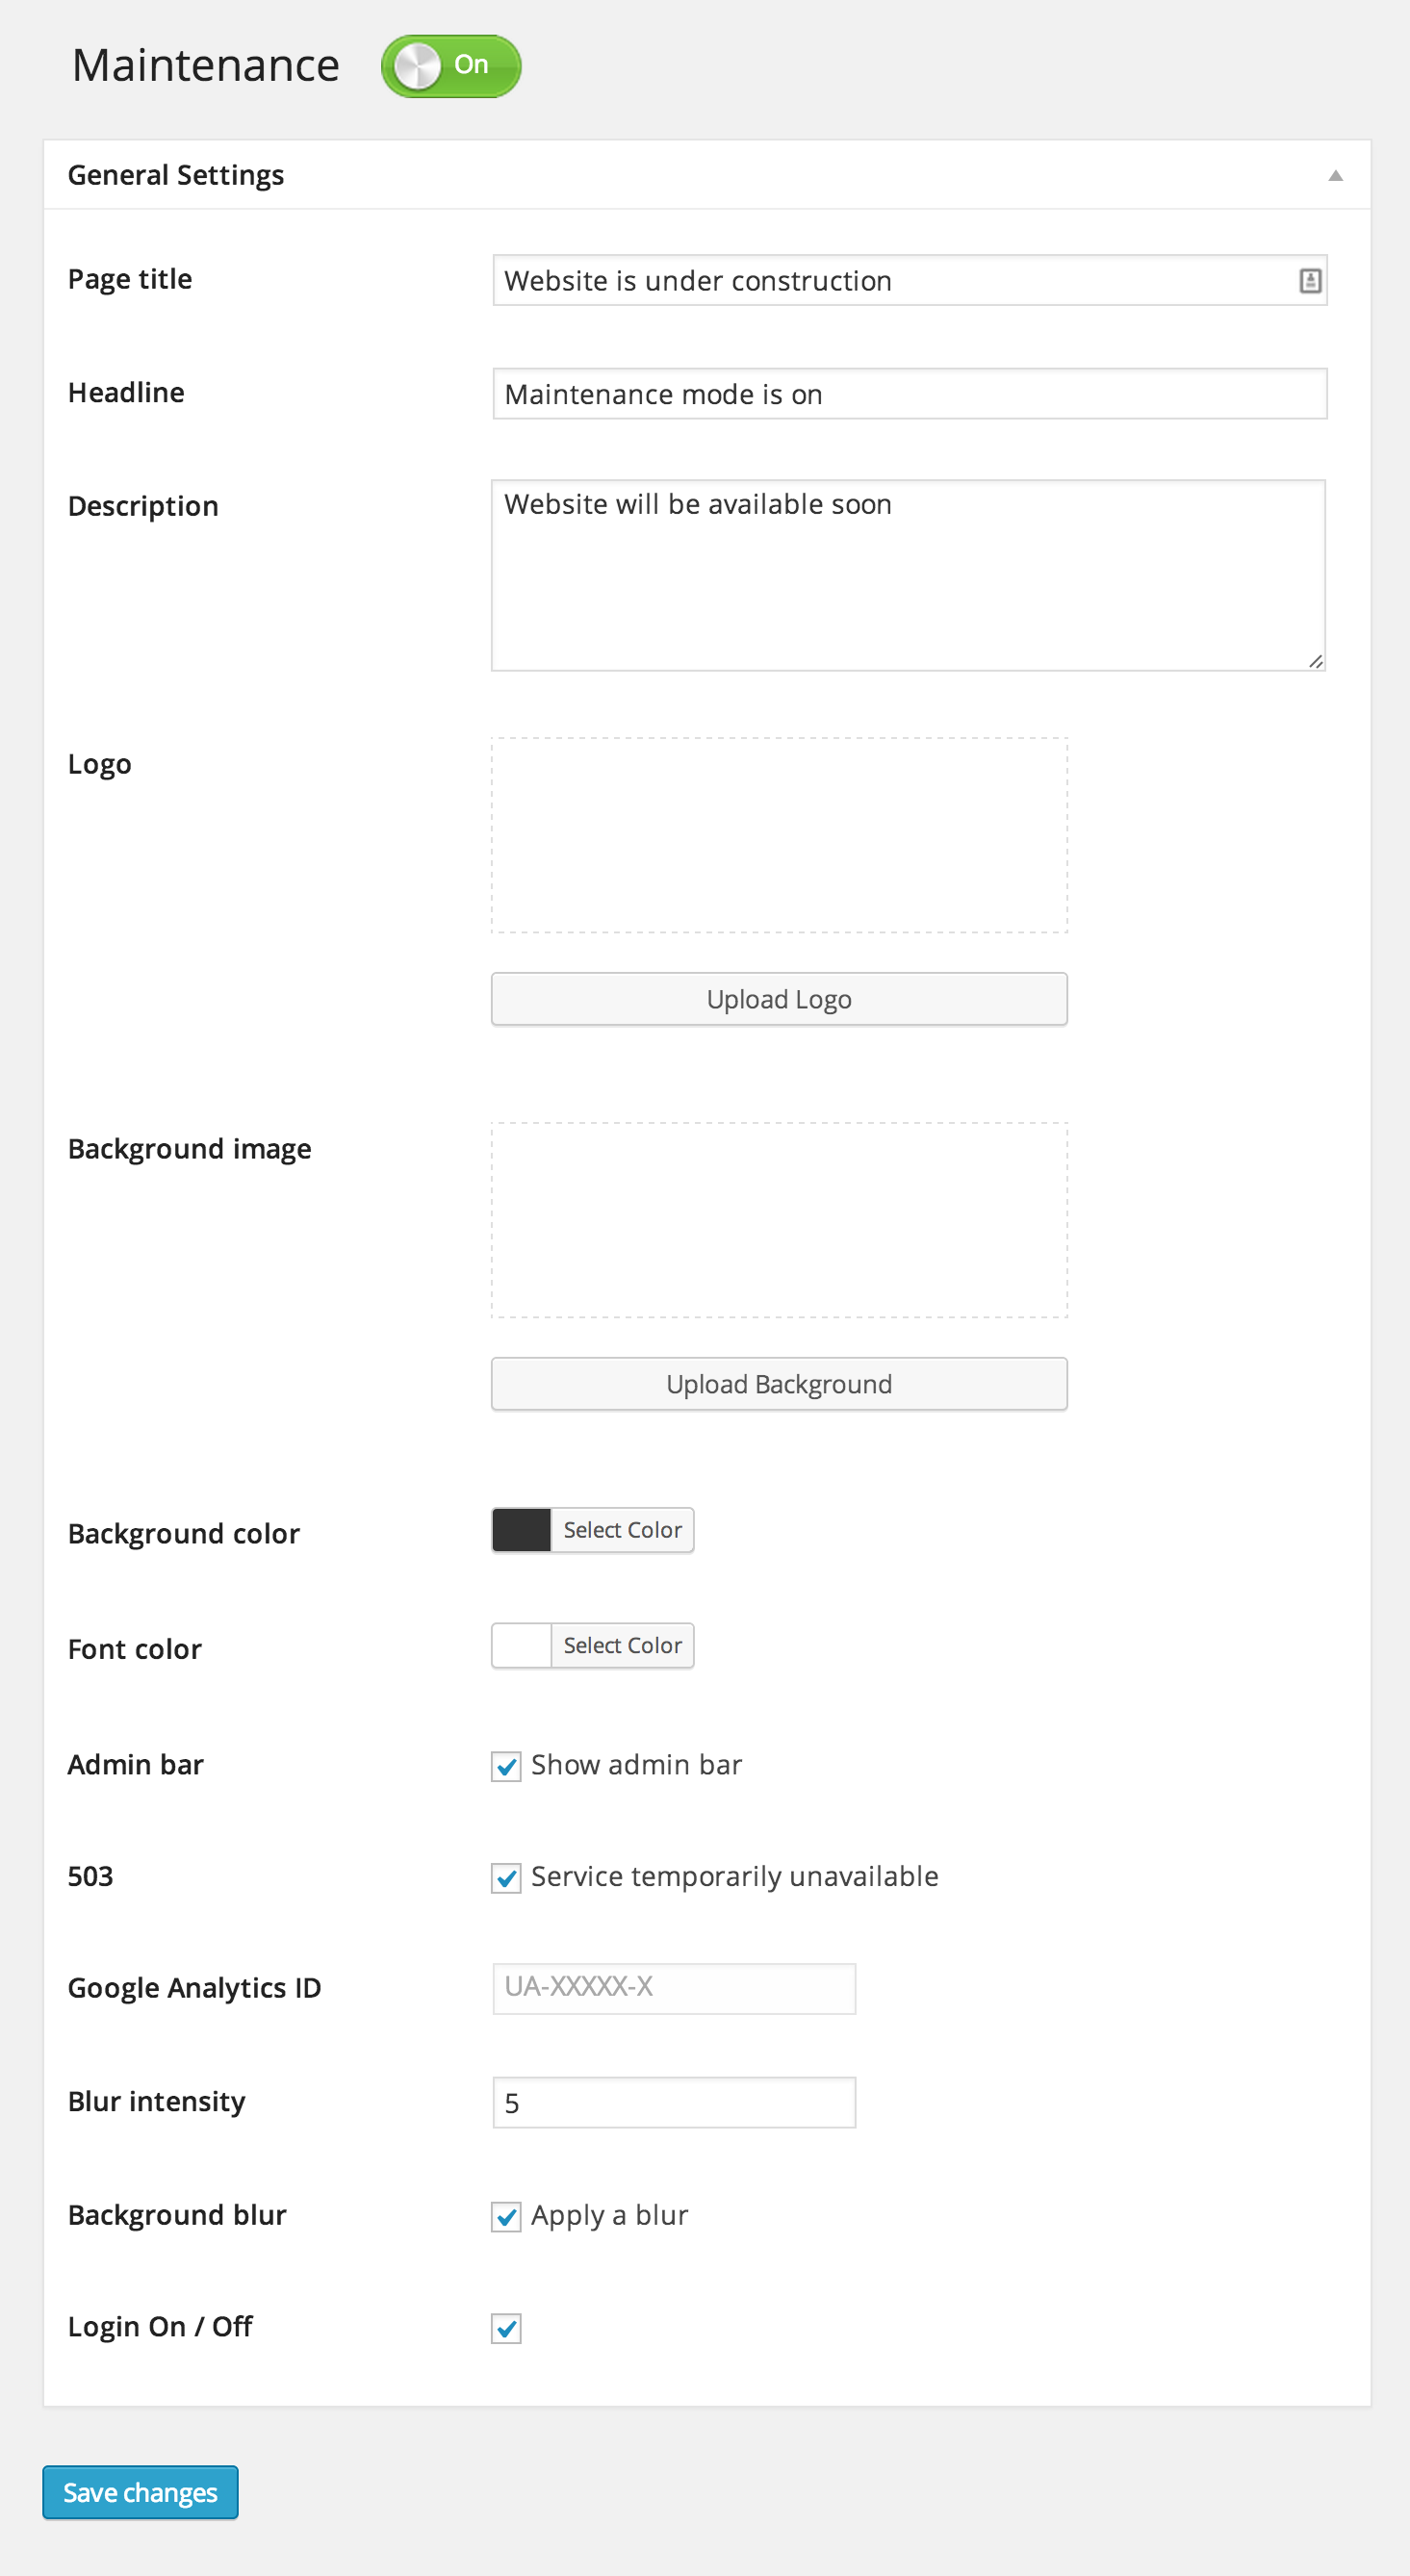 Maintenance On
General Settings
Page title Website is under construction
Headline Maintenance mode is on
Description Website will be available soon
Logo
Upload Logo
Background image
Upload Background
Background color Select Color
Font color Select Color
Admin bar Show admin bar
503 Service temporarily unavailable
Google Analytics ID UA-XXXXX-X
Blur intensity 5
Background blur Apply a blur
Login On / Off
Save changes